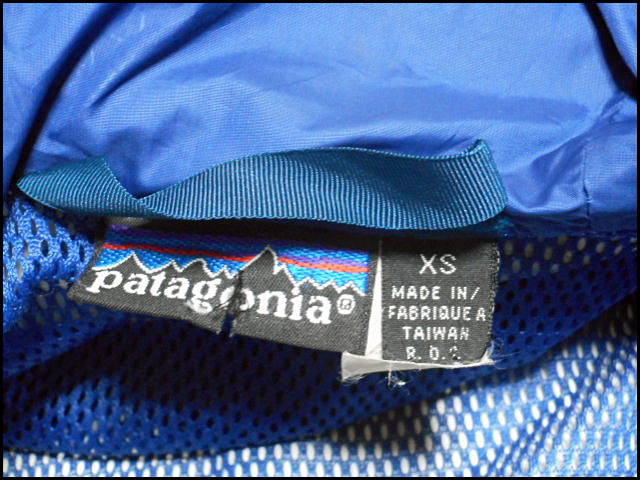 patagonia®
XS
MADE IN/
FABRIQUE A
TAIWAN
R.O.C.